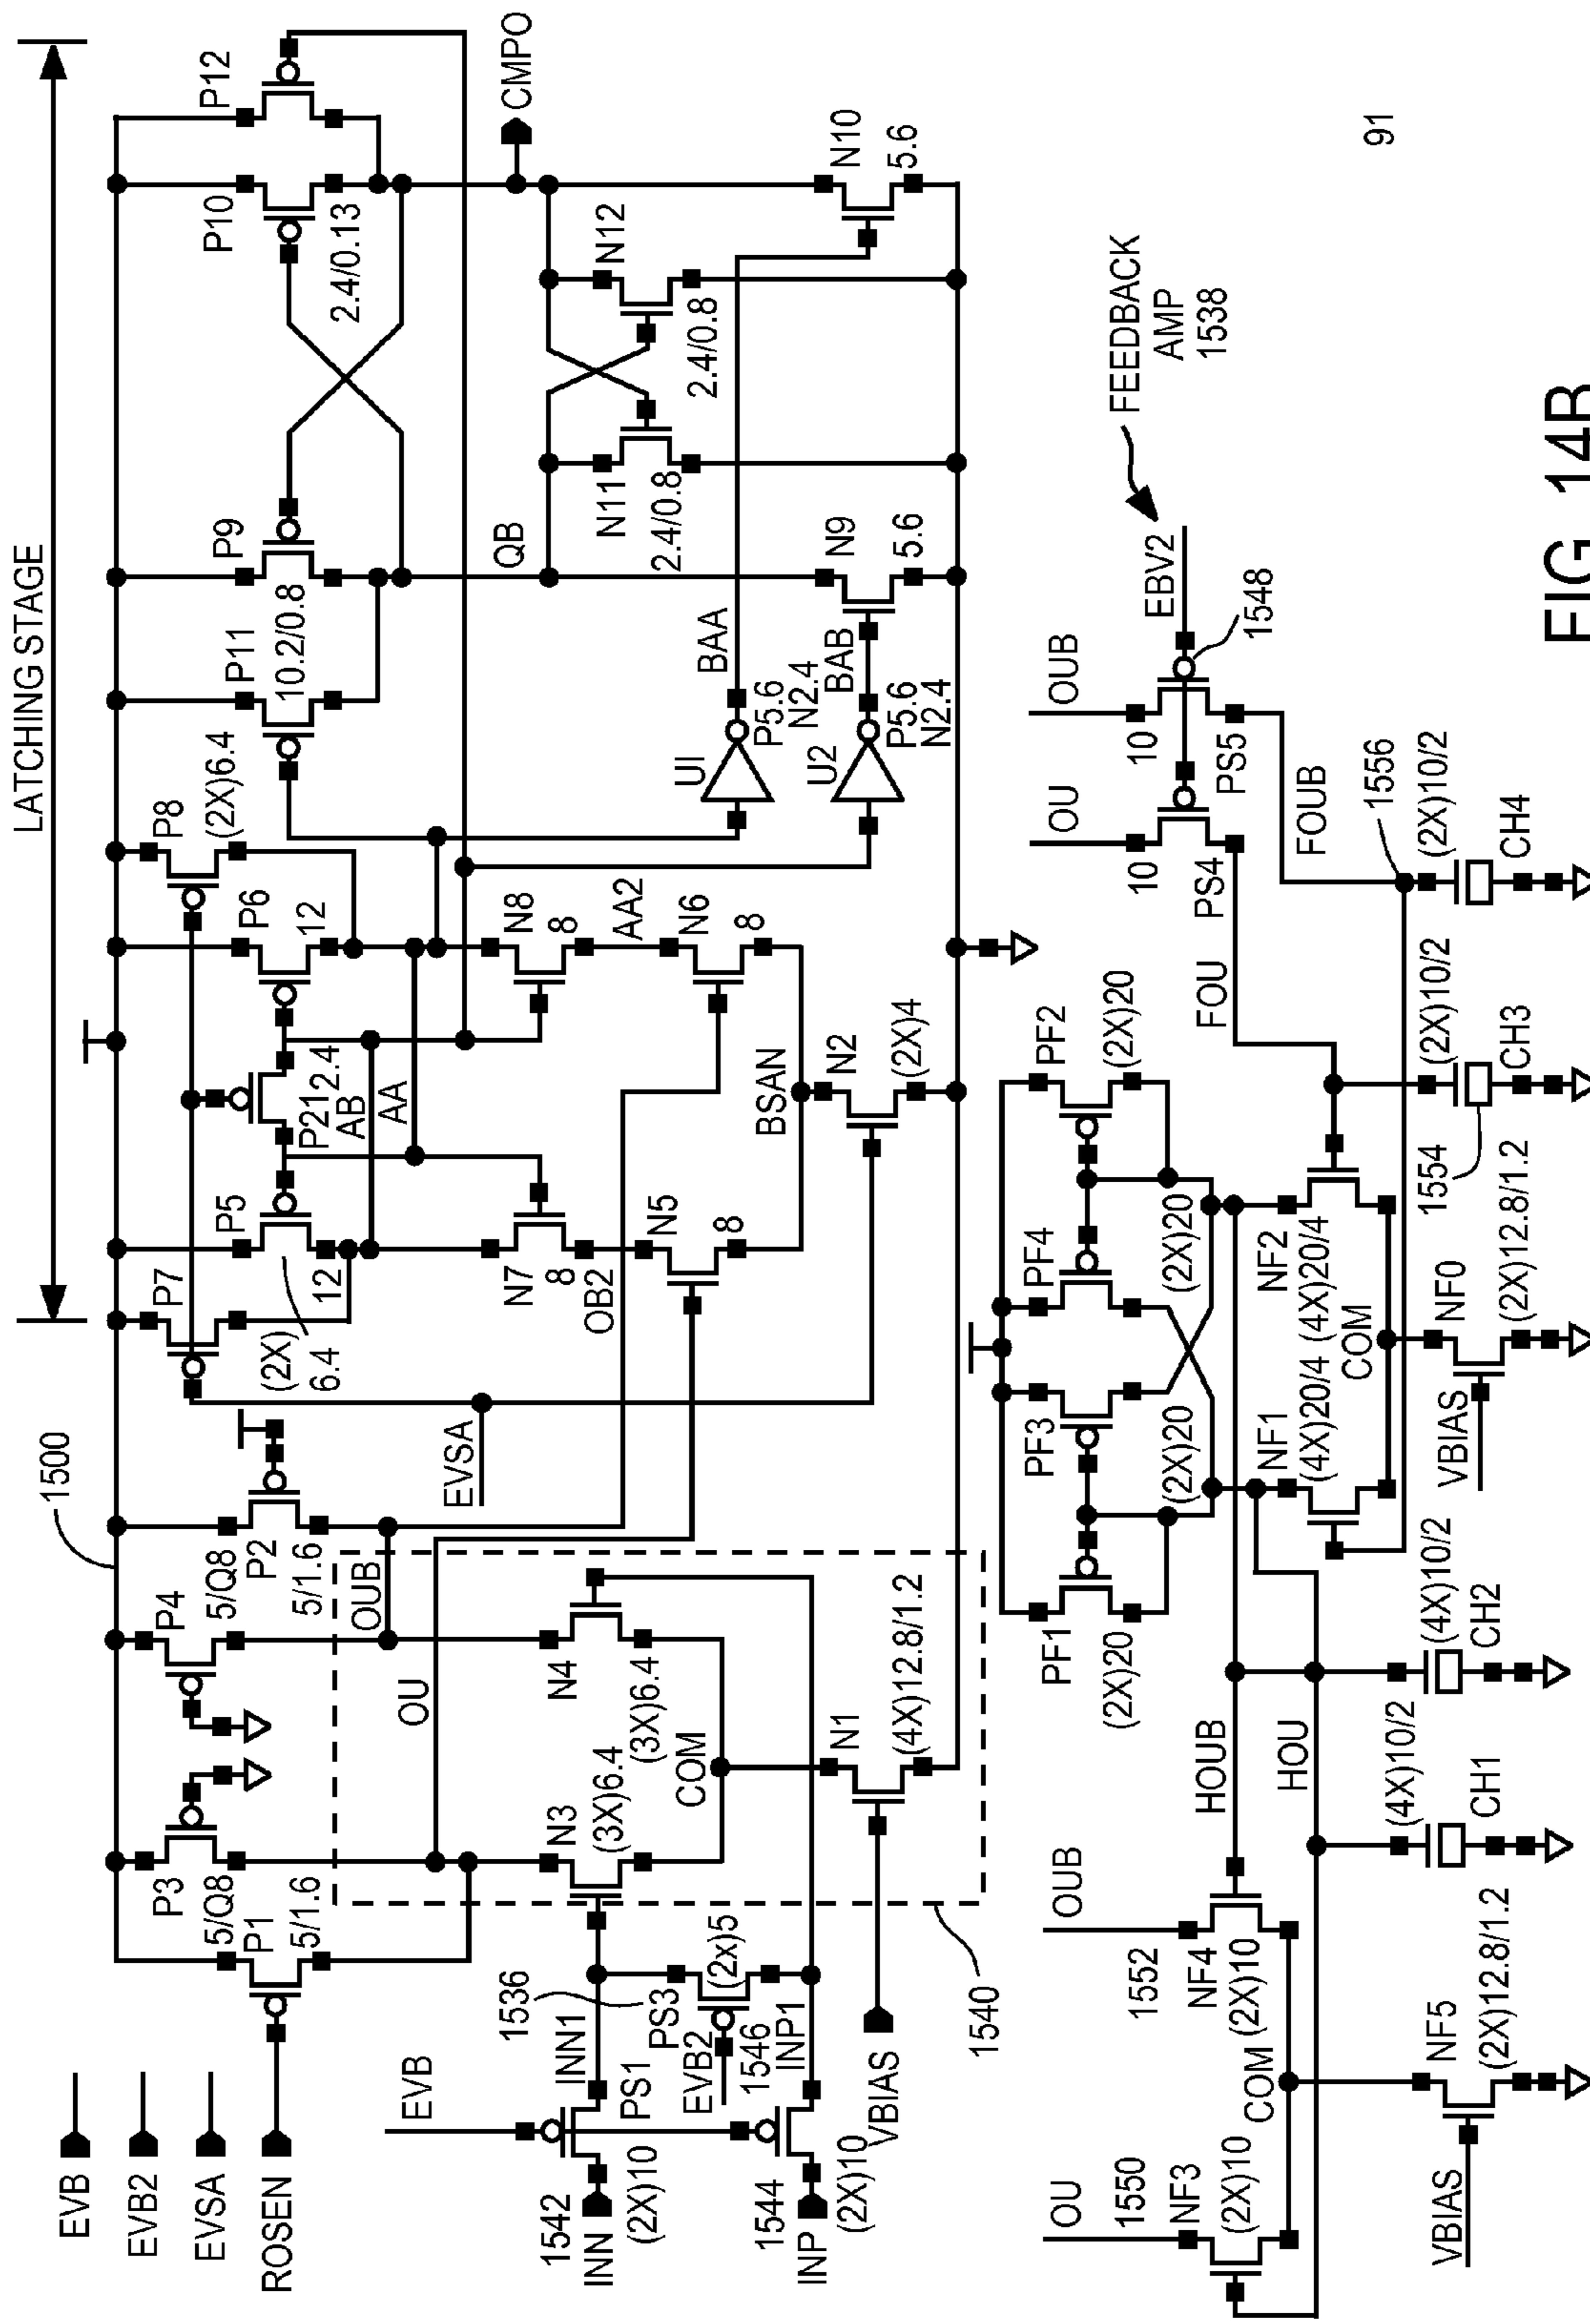 LATCHING STAGE
EVB
EVB2
EVSA
ROSEN
1500
P3
5/Q8
P1
5/1.6
P4
5/Q8
P2
5/1.6
OUB
OU
P7
P5
(2X)
6.4
12
P212.4
AB
AA
P6
12
P8
(2X)6.4
P11
10.2/0.8
P9
P10
2.4/0.13
P12
EVSA
QB
CMPO
N7
8
OB2
N5
8
N8
8
AA2
N6
8
BSAN
N2
(2X)4
UI
P5.6
N2.4
BAA
U2
P5.6
N2.4
BAB
N9
5.6
N11
2.4/0.8
N12
2.4/0.8
N10
5.6
EVB
1542
INN
(2X)10
PS1
INN1
1536
PS3
(2x)5
EVB2
1546
INP1
1544
INP
(2X)10
VBIAS
1540
N3
(3X)6.4
N4
(3X)6.4
COM
N1
(4X)12.8/1.2
OU
1550
NF3
(2X)10
OUB
1552
NF4
(2X)10
COM
VBIAS
NF5
(2X)12.8/1.2
HOUB
HOU
(4X)10/2
CH1
(4X)10/2
CH2
PF1
(2X)20
PF3
(2X)20
PF4
(2X)20
PF2
(2X)20
NF1
(4X)20/4
NF2
(4X)20/4
COM
VBIAS
NF0
(2X)12.8/1.2
1554
(2X)10/2
CH3
FOU
OU
10
PS4
OUB
10
PS5
EBV2
1548
FOUB
1556
(2X)10/2
CH4
FEEDBACK
AMP
1538
91
FIG. 14B